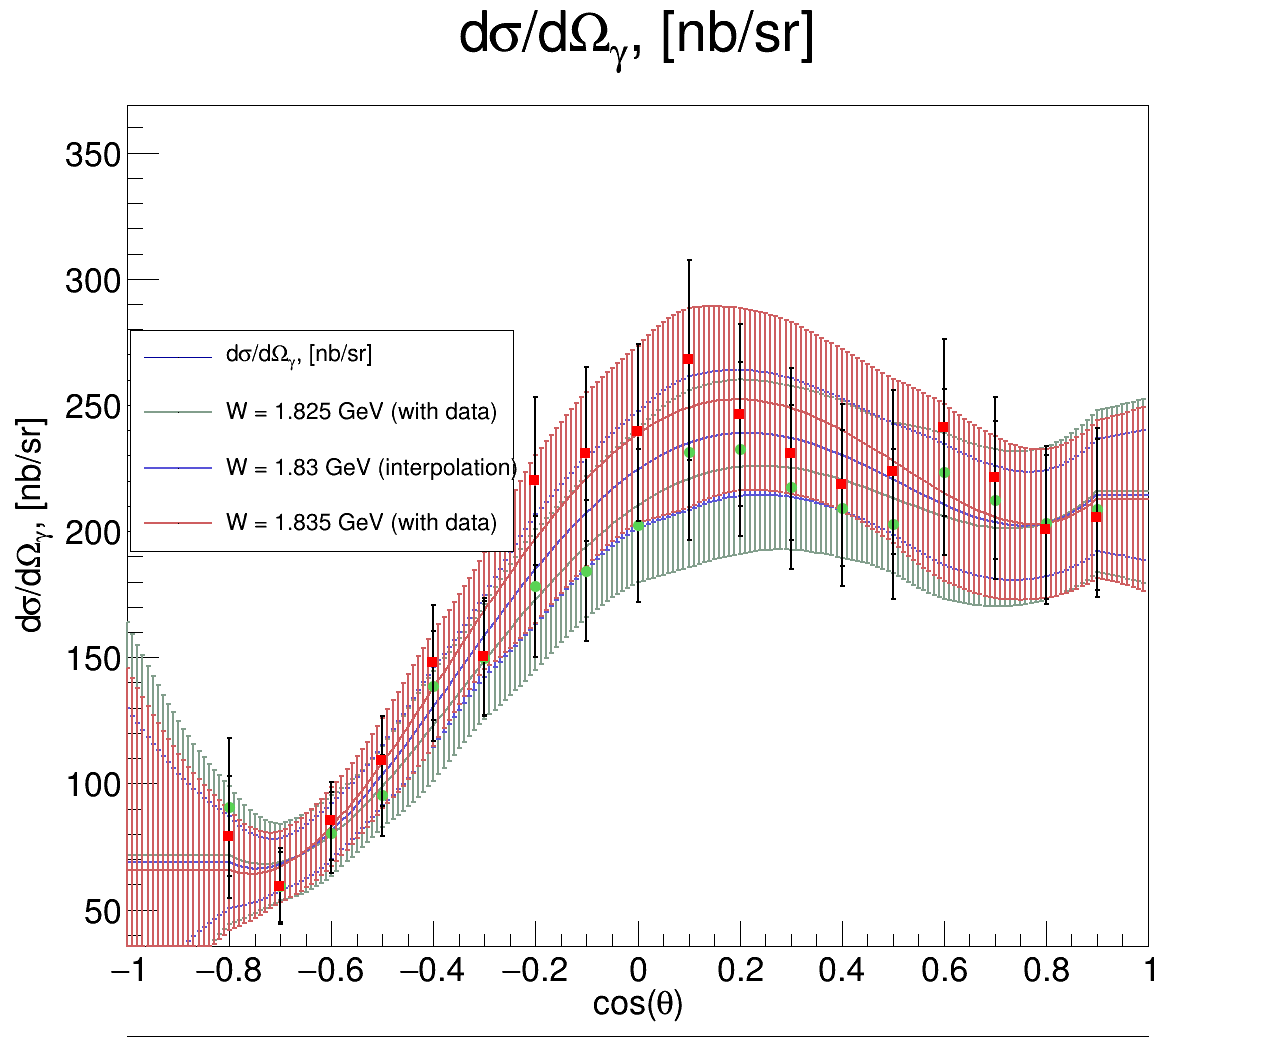 dσ/dΩγ, [nb/sr]
350
300
250
200
150
100
50
dσ/dΩγ, [nb/sr]
dσ/dΩγ, [nb/sr]
W = 1.825 GeV (with data)
W = 1.83 GeV (interpolation)
W = 1.835 GeV (with data)
−1 −0.8 −0.6 −0.4 −0.2 0 0.2 0.4 0.6 0.8 1
cos(θ)